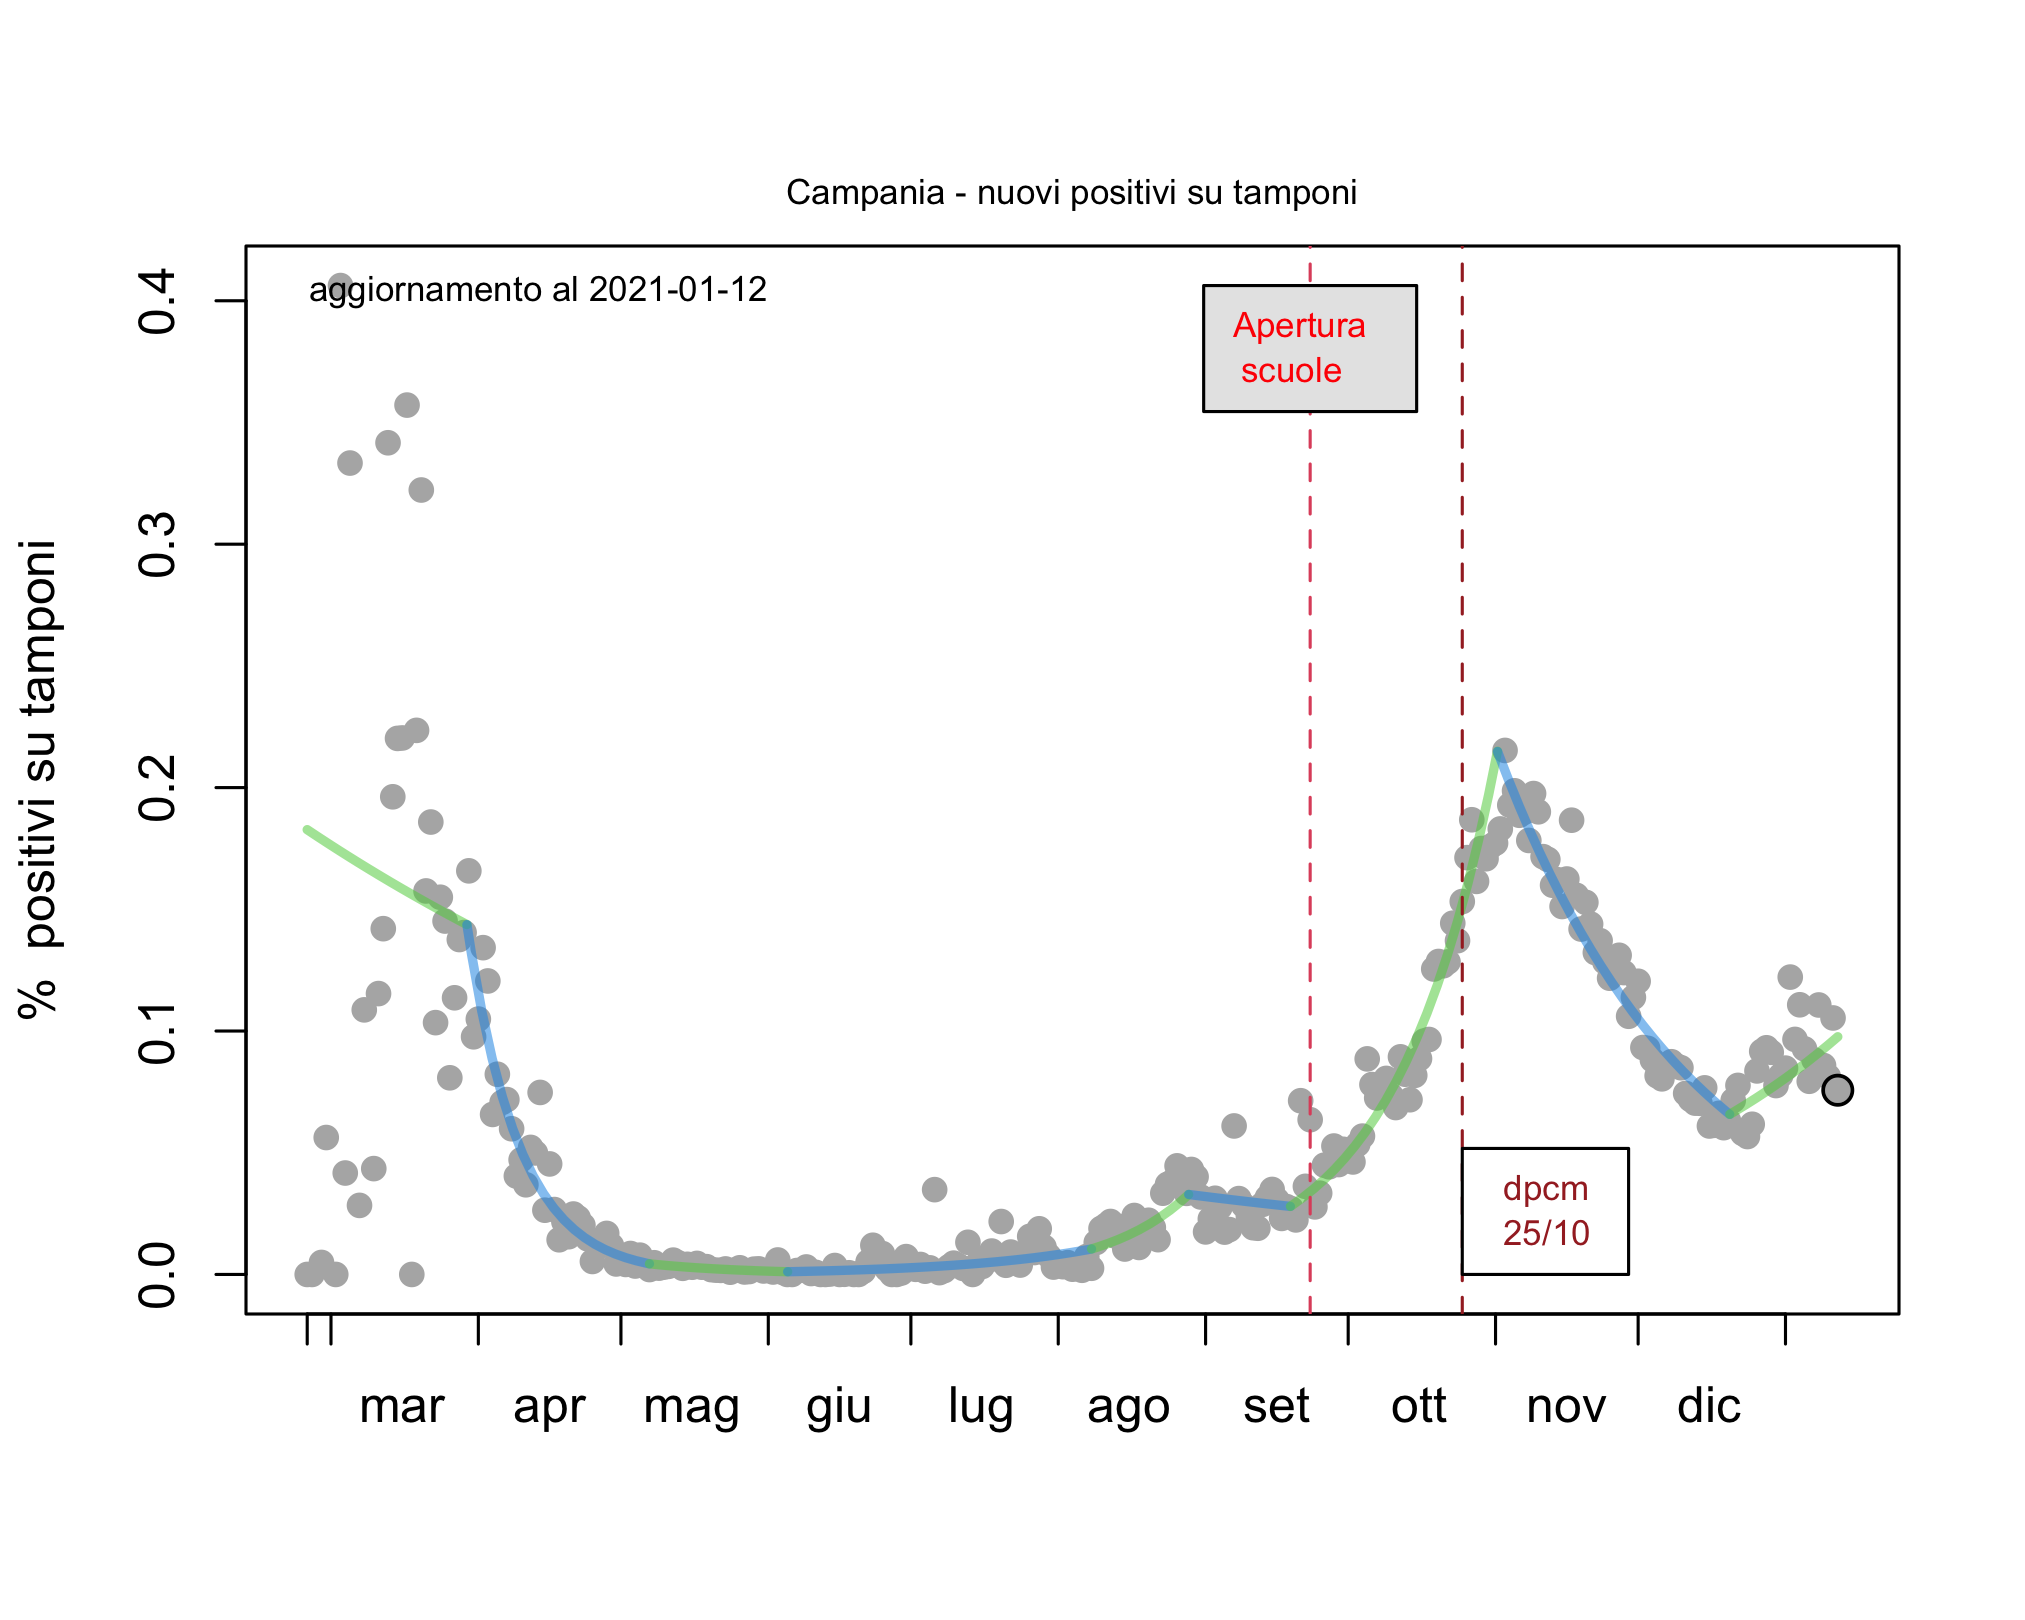 Campania - nuovi positivi su tamponi
aggiornamento al 2021-01-12
Apertura
scuole
dpcm
25/10
% positivi su tamponi
0.4
0.3
0.2
0.1
0.0
mar apr mag giu lug ago set ott nov dic